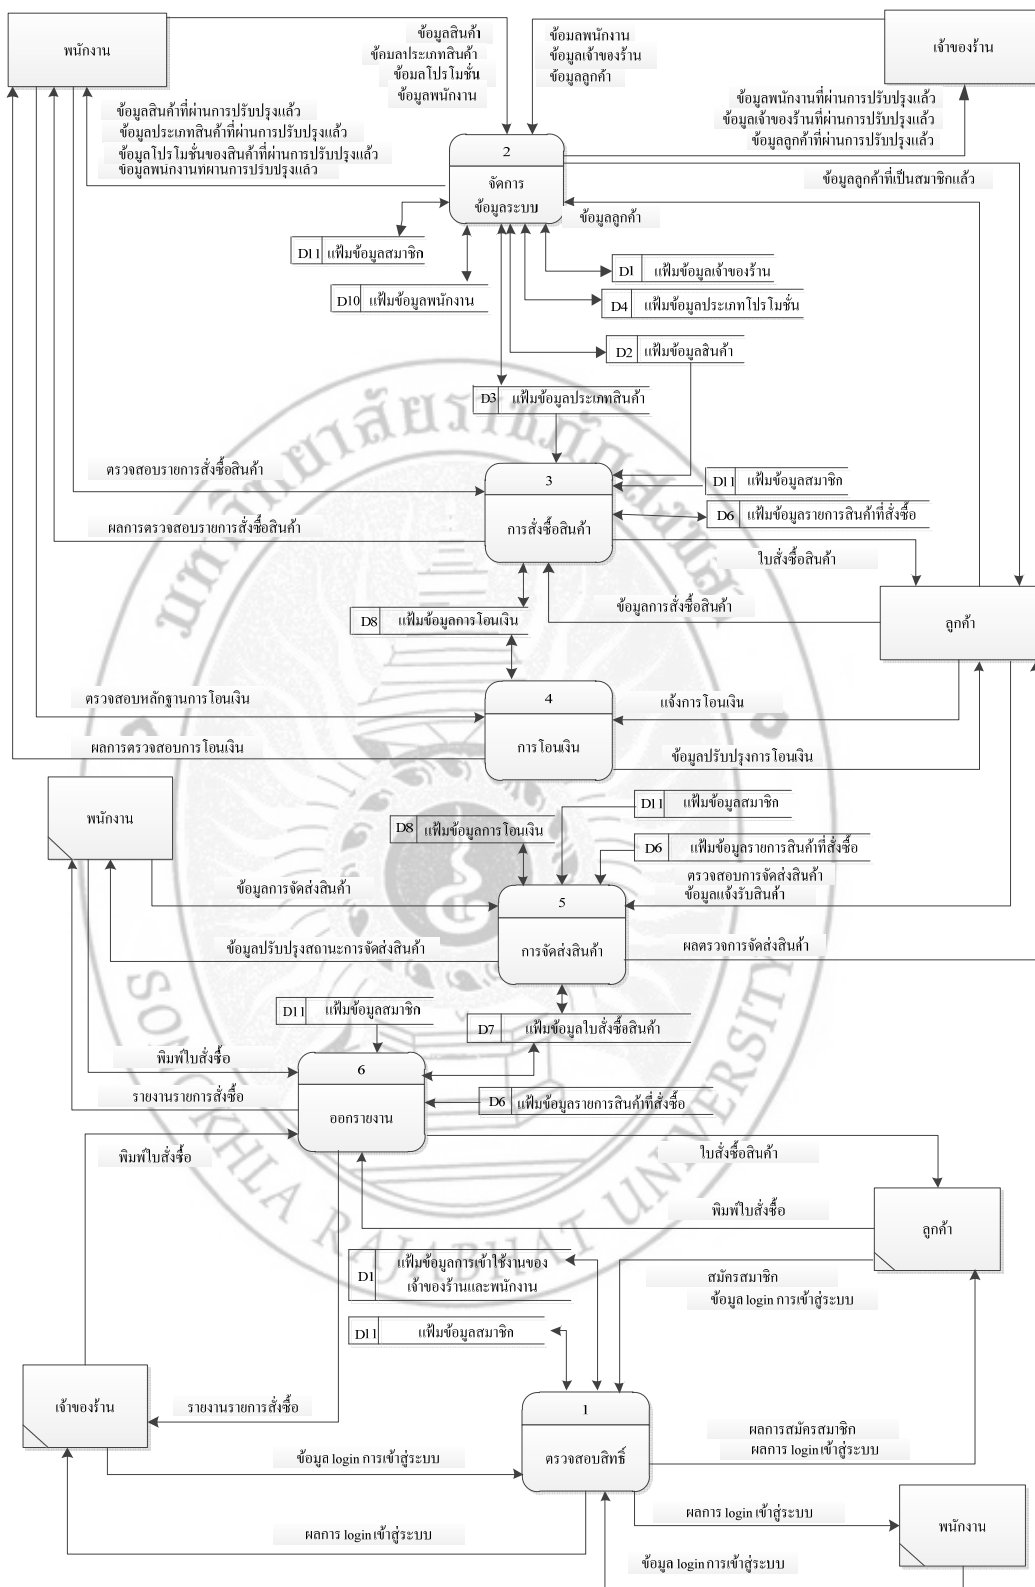 พนักงาน
ข้อมูลสินค้า
ข้อมลประเภทสินค้า
ข้อมลโปรโมชั่น
ข้อมูลพนักงาน
ข้อมลพนักงาน
ข้อมูลเจ้าของร้าน
ข้อมูลลูกค้า
เจ้าของร้าน
ข้อมูลสินค้าที่ผ่านการปรับปรุงแล้ว
ข้อมูลประเภทสินค้าที่ผ่านการปรับปรุงแล้ว
ข้อมูลโปรโมชั่นของสินค้าที่ผ่านการปรับปรุงแล้ว
ข้อมูลพนักงานที่ผ่านการปรับปรุงแล้ว
ข้อมูลพนักงานที่ผ่านการปรับปรุงแล้ว
ข้อมูลเจ้าของร้านที่ผ่านการปรับปรุงแล้ว
ข้อมูลลูกค้าที่ผ่านการปรับปรุงแล้ว
2
จัดการ
ข้อมูลระบบ
ข้อมูลลูกค้าที่เป็นสมาชิกแล้ว
ข้อมูลลูกค้า
D11 แฟ้มข้อมูลสมาชิก
D1 แฟ้มข้อมูลเจ้าของร้าน
D10 แฟ้มข้อมูลพนักงาน
D4 แฟ้มข้อมูลประเภทโปรโมชั่น
D2 แฟ้มข้อมูลสินค้า
D3 แฟ้มข้อมูลประเภทสินค้า
มหาวิทยาลัยราชภัฏสงขลา
ตรวจสอบรายการสั่งซื้อสินค้า
3
การสั่งซื้อสินค้า
D11 แฟ้มข้อมูลสมาชิก
D6 แฟ้มข้อมูลรายการสินค้าที่สั่งซื้อ
ผลการตรวจสอบรายการสั่งซื้อสินค้า
ใบสั่งซื้อสินค้า
ข้อมูลการสั่งซื้อสินค้า
ลูกค้า
D8 แฟ้มข้อมูลการโอนเงิน
ตรวจสอบหลักฐานการโอนเงิน
4
การโอนเงิน
แจ้งการโอนเงิน
ผลการตรวจสอบการโอนเงิน
ข้อมูลปรับปรุงการโอนเงิน
พนักงาน
D11 แฟ้มข้อมูลสมาชิก
D8 แฟ้มข้อมูลการโอนเงิน
D6 แฟ้มข้อมูลรายการสินค้าที่สั่งซื้อ
ตรวจสอบการจัดส่งสินค้า
ข้อมูลแจ้งรับสินค้า
ข้อมูลการจัดส่งสินค้า
5
การจัดส่งสินค้า
ข้อมูลปรับปรุงสถานะการจัดส่งสินค้า
ผลตรวจการจัดส่งสินค้า
D11 แฟ้มข้อมูลสมาชิก
D7 แฟ้มข้อมูลใบสั่งซื้อสินค้า
พิมพ์ใบสั่งซื้อ
6
ออกรายงาน
รายงานรายการสั่งซื้อ
D6 แฟ้มข้อมูลรายการสินค้าที่สั่งซื้อ
พิมพ์ใบสั่งซื้อ
ใบสั่งซื้อสินค้า
SONGKHLA RAJABHAT UNIVERSITY
พิมพ์ใบสั่งซื้อ
ลูกค้า
D1 แฟ้มข้อมูลการเข้าใช้งานของ
เจ้าของร้านและพนักงาน
สมัครสมาชิก
ข้อมูล login การเข้าสู่ระบบ
D11 แฟ้มข้อมูลสมาชิก
เจ้าของร้าน
รายงานรายการสั่งซื้อ
1
ตรวจสอบสิทธิ์
ผลการสมัครสมาชิก
ผลการ login เข้าสู่ระบบ
ข้อมูล login การเข้าสู่ระบบ
ผลการ login เข้าสู่ระบบ
ผลการ login เข้าสู่ระบบ
พนักงาน
ข้อมูล login การเข้าสู่ระบบ